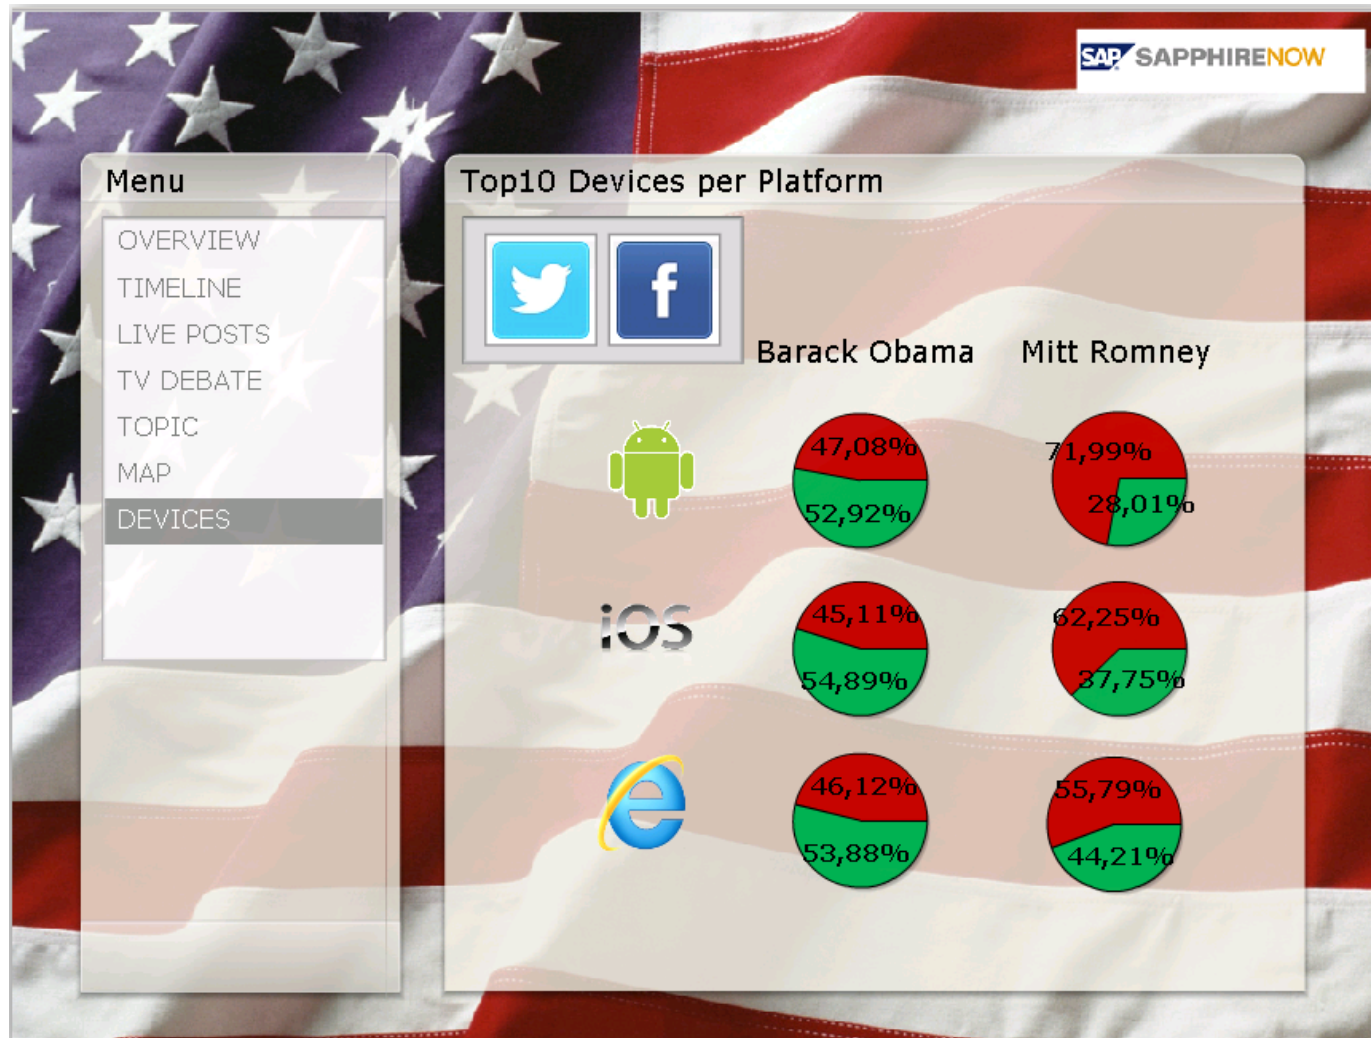 SAP SAPPHIRENOW
Menu
OVERVIEW
TIMELINE
LIVE POSTS
TV DEBATE
TOPIC
MAP
DEVICES
Top10 Devices per Platform
f
Barack Obama Mitt Romney
47,08%
52,92%
71,99%
28,01%
iOS
45,11%
54,89%
62,25%
37,75%
46,12%
53,88%
55,79%
44,21%